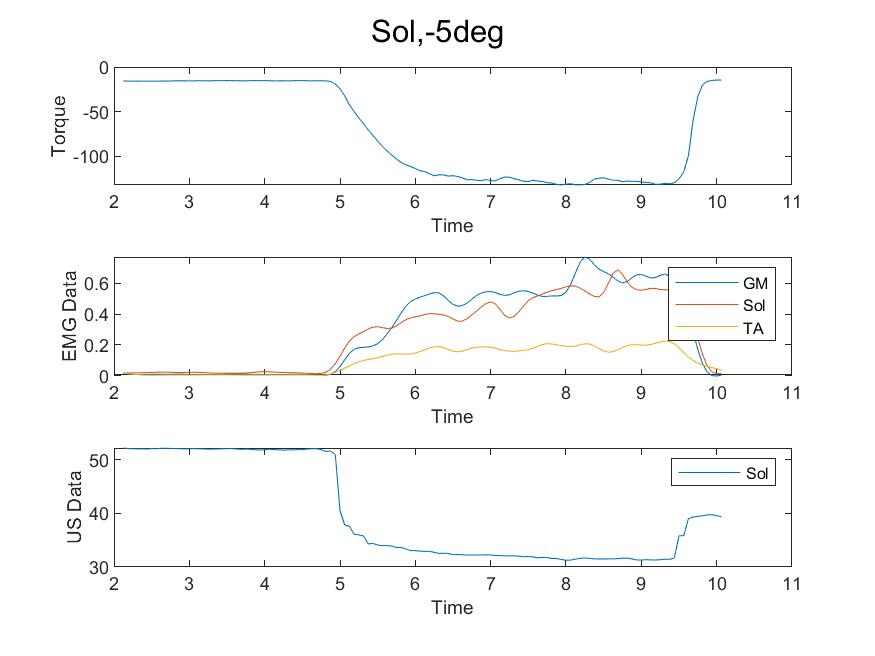 Sol,-5deg
0
-50
-100
Torque
2 3 4 5 6 7 8 9 10 11
Time
0.6
0.4
0.2
0
EMG Data
GM
Sol
TA
2 3 4 5 6 7 8 9 10 11
Time
50
40
30
US Data
Sol
2 3 4 5 6 7 8 9 10 11
Time